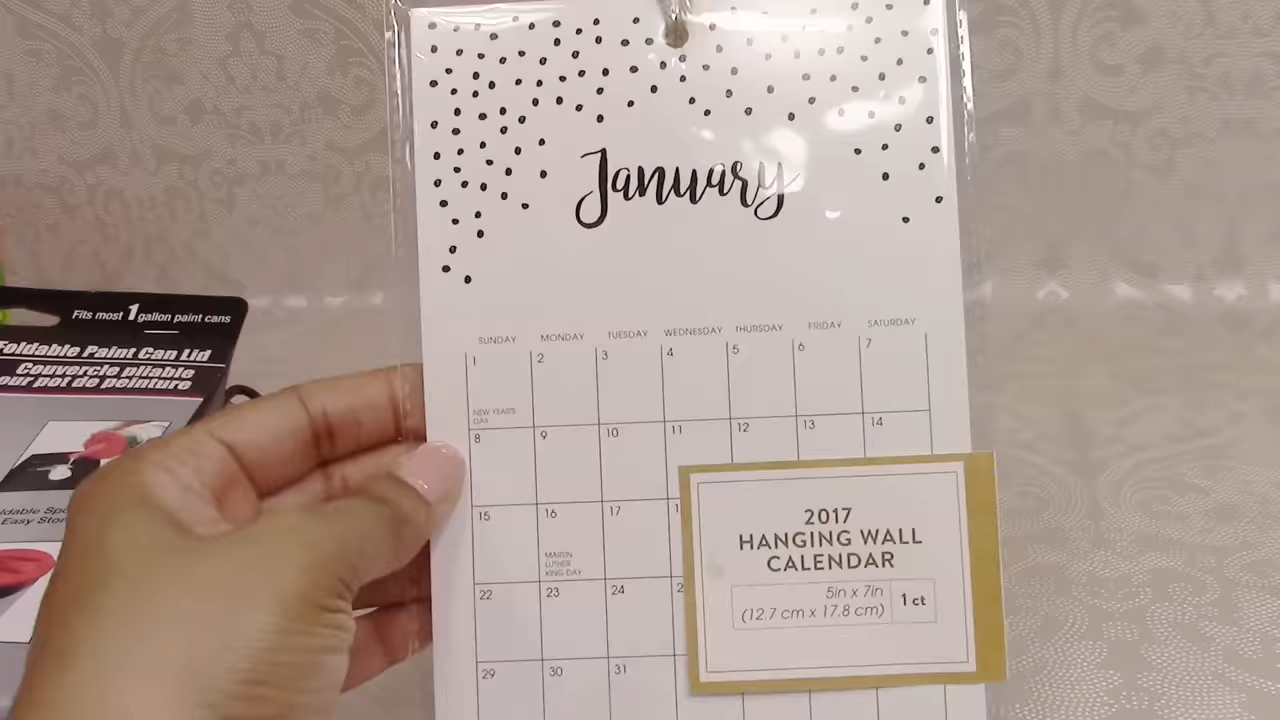 Fits most 1 gallon paint cans
Foldable Paint Can Lid
Couvercle pliable
our pot de peinture
Easy
January
SUNDAY MONDAY TUESDAY WEDNESDAY THURSDAY FRIDAY SATURDAY
1 2 3 4 5 6 7
NEW YEAR'S
DAY
8 9 10 11 12 13 14
15 16 17
MARTIN
LUTHER
KING DAY
22 23 24
29 30 31
2017
HANGING WALL
CALENDAR
5in x 7in
(12.7 cm x 17.8 cm)
1 ct